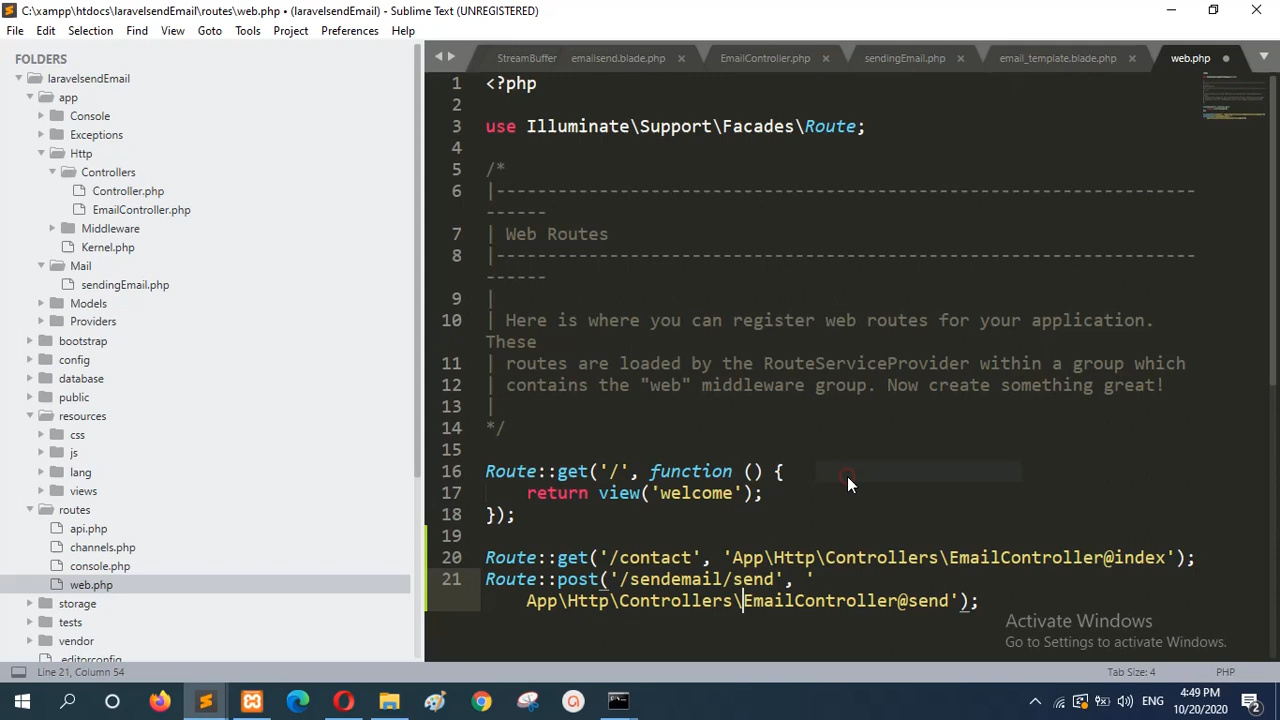 C:\xampp\htdocs\laravelsendEmail\routes\web.php • (laravelsendEmail) - Sublime Text (UNREGISTERED)
File Edit Selection Find View Goto Tools Project Preferences Help
FOLDERS
laravelsendEmail
app
Console
Exceptions
Http
Controllers
Controller.php
EmailController.php
Middleware
Kernel.php
Mail
sendingEmail.php
Models
Providers
bootstrap
config
database
public
resources
css
js
lang
views
routes
api.php
channels.php
console.php
web.php
storage
tests
vendor
.editorconfig
StreamBuffer emailsend.blade.php EmailController.php sendingEmail.php email_template.blade.php web.php
1 <?php
2
3 use Illuminate\Support\Facades\Route;
4
5 /*
6 |-------------------------------------------------------------------
------
7 | Web Routes
8 |-------------------------------------------------------------------
------
9 |
10 | Here is where you can register web routes for your application.
These
11 | routes are loaded by the RouteServiceProvider within a group which
12 | contains the "web" middleware group. Now create something great!
13 |
14 */
15
16 Route::get('/', function () {
17 return view('welcome');
18 });
19
20 Route::get('/contact', 'App\Http\Controllers\EmailController@index');
21 Route::post('/sendemail/send', '
App\Http\Controllers\EmailController@send');
Activate Windows
Go to Settings to activate Windows.
Line 21, Column 54
Tab Size: 4 PHP
ENG
4:49 PM
10/20/2020
2